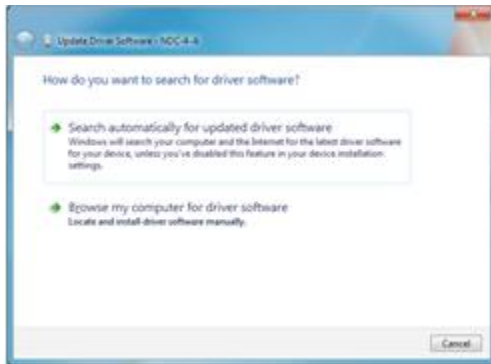 Update Driver Software - NDC-4-A
How do you want to search for driver software?
Search automatically for updated driver software
Windows will search your computer and the Internet for the latest driver software
for your device, unless you've disabled this feature in your device installation
settings.
Browse my computer for driver software
Locate and install driver software manually.
Cancel